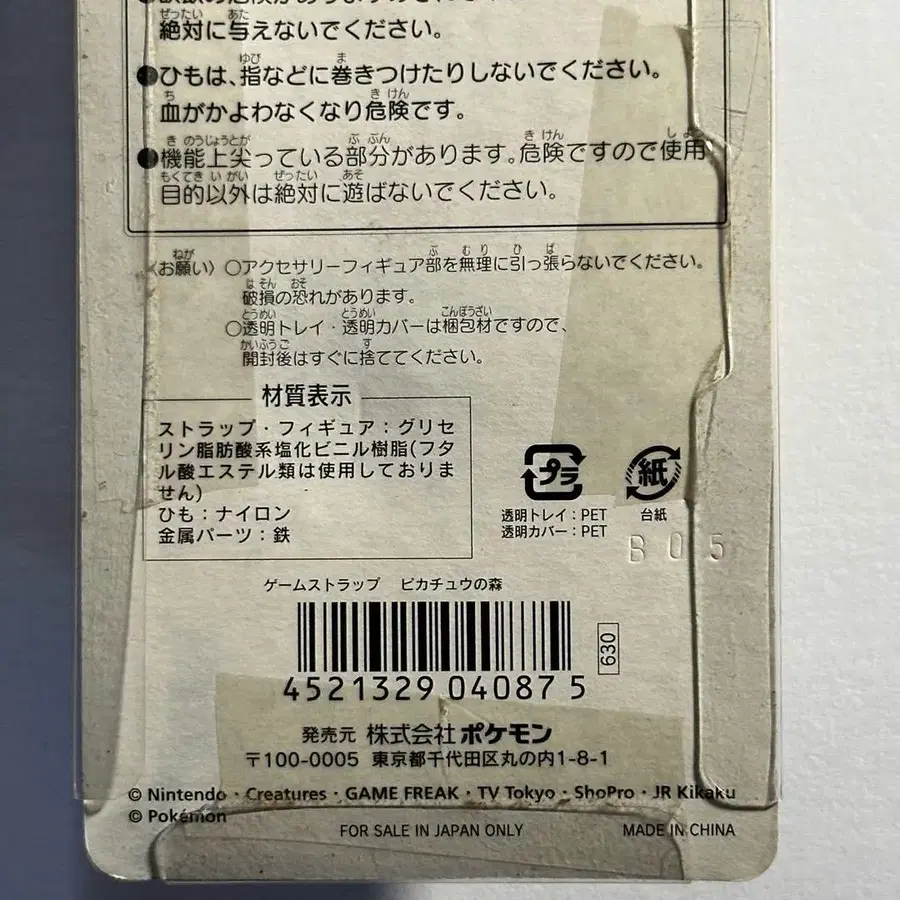 絶対に与えないでください。
●ひもは、指などに巻きつけたりしないでください。
血がかよわなくなり危険です。
●機能上尖っている部分があります。危険ですので使用
目的以外は絶対に遊ばないでください。
〈お願い〉○アクセサリーフィギュア部を無理に引っ張らないでください。
破損の恐れがあります。
○透明トレイ・透明カバーは梱包材ですので、
開封後はすぐに捨ててください。
材質表示
ストラップ・フィギュア：グリセ
リン脂肪酸系塩化ビニル樹脂(フタ
ル酸エステル類は使用しておりま
せん)
ひも：ナイロン
金属パーツ：鉄
プラ
透明トレイ：PET
透明カバー：PET
紙
台紙
B05
ゲームストラップ ピカチュウの森
4521329 04087 5
630
発売元 株式会社ポケモン
〒100-0005 東京都千代田区丸の内1-8-1
© Nintendo・Creatures・GAME FREAK・TV Tokyo・ShoPro・JR Kikaku
© Pokémon
FOR SALE IN JAPAN ONLY
MADE IN CHINA